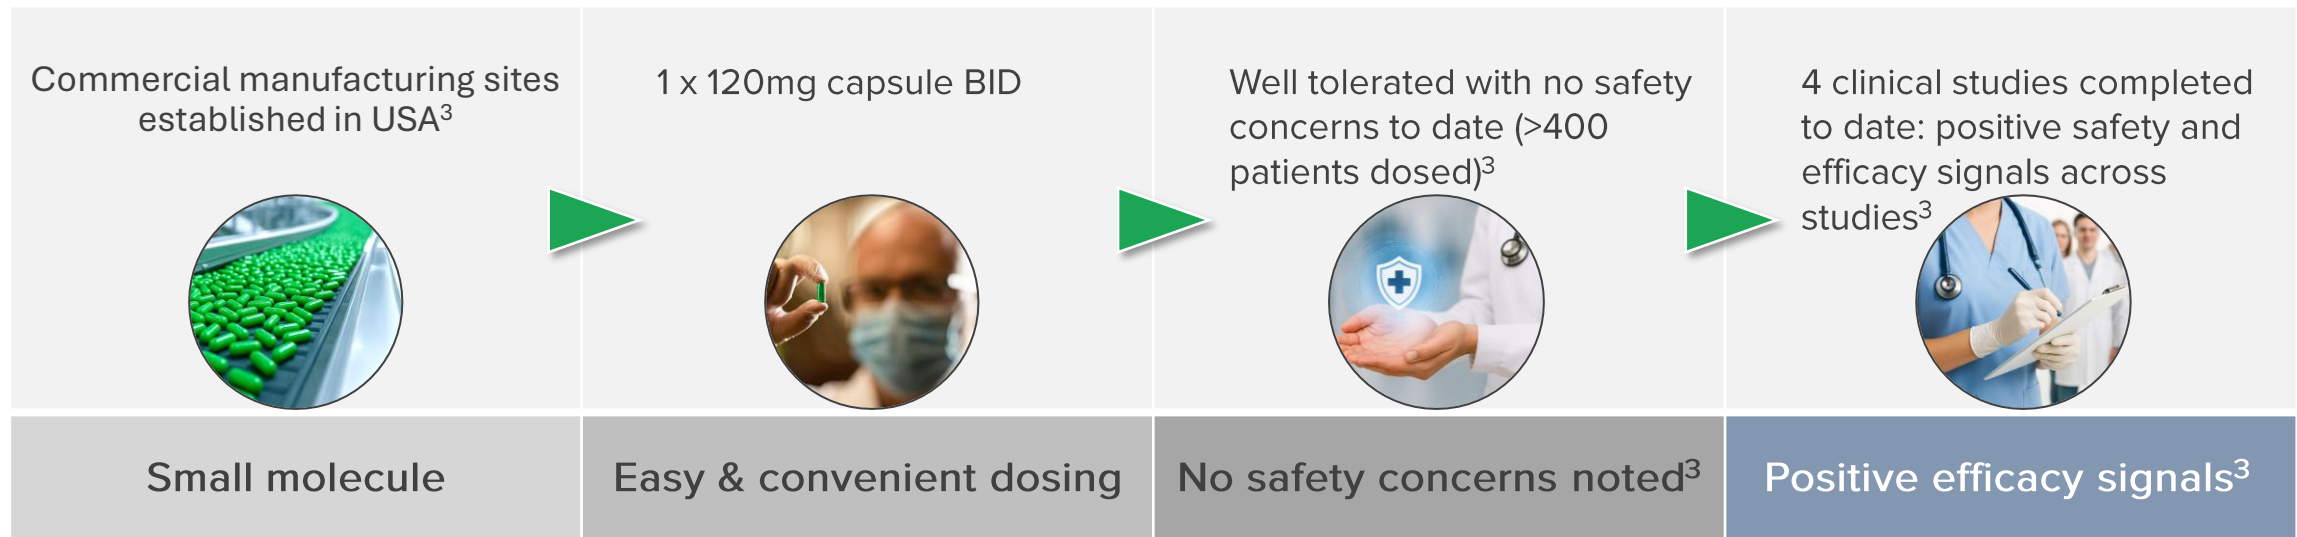 Commercial manufacturing sites
established in USA³
1 x 120mg capsule BID
Well tolerated with no safety
concerns to date (>400
patients dosed)³
4 clinical studies completed
to date: positive safety and
efficacy signals across
studies³
Small molecule
Easy & convenient dosing
No safety concerns noted³
Positive efficacy signals³